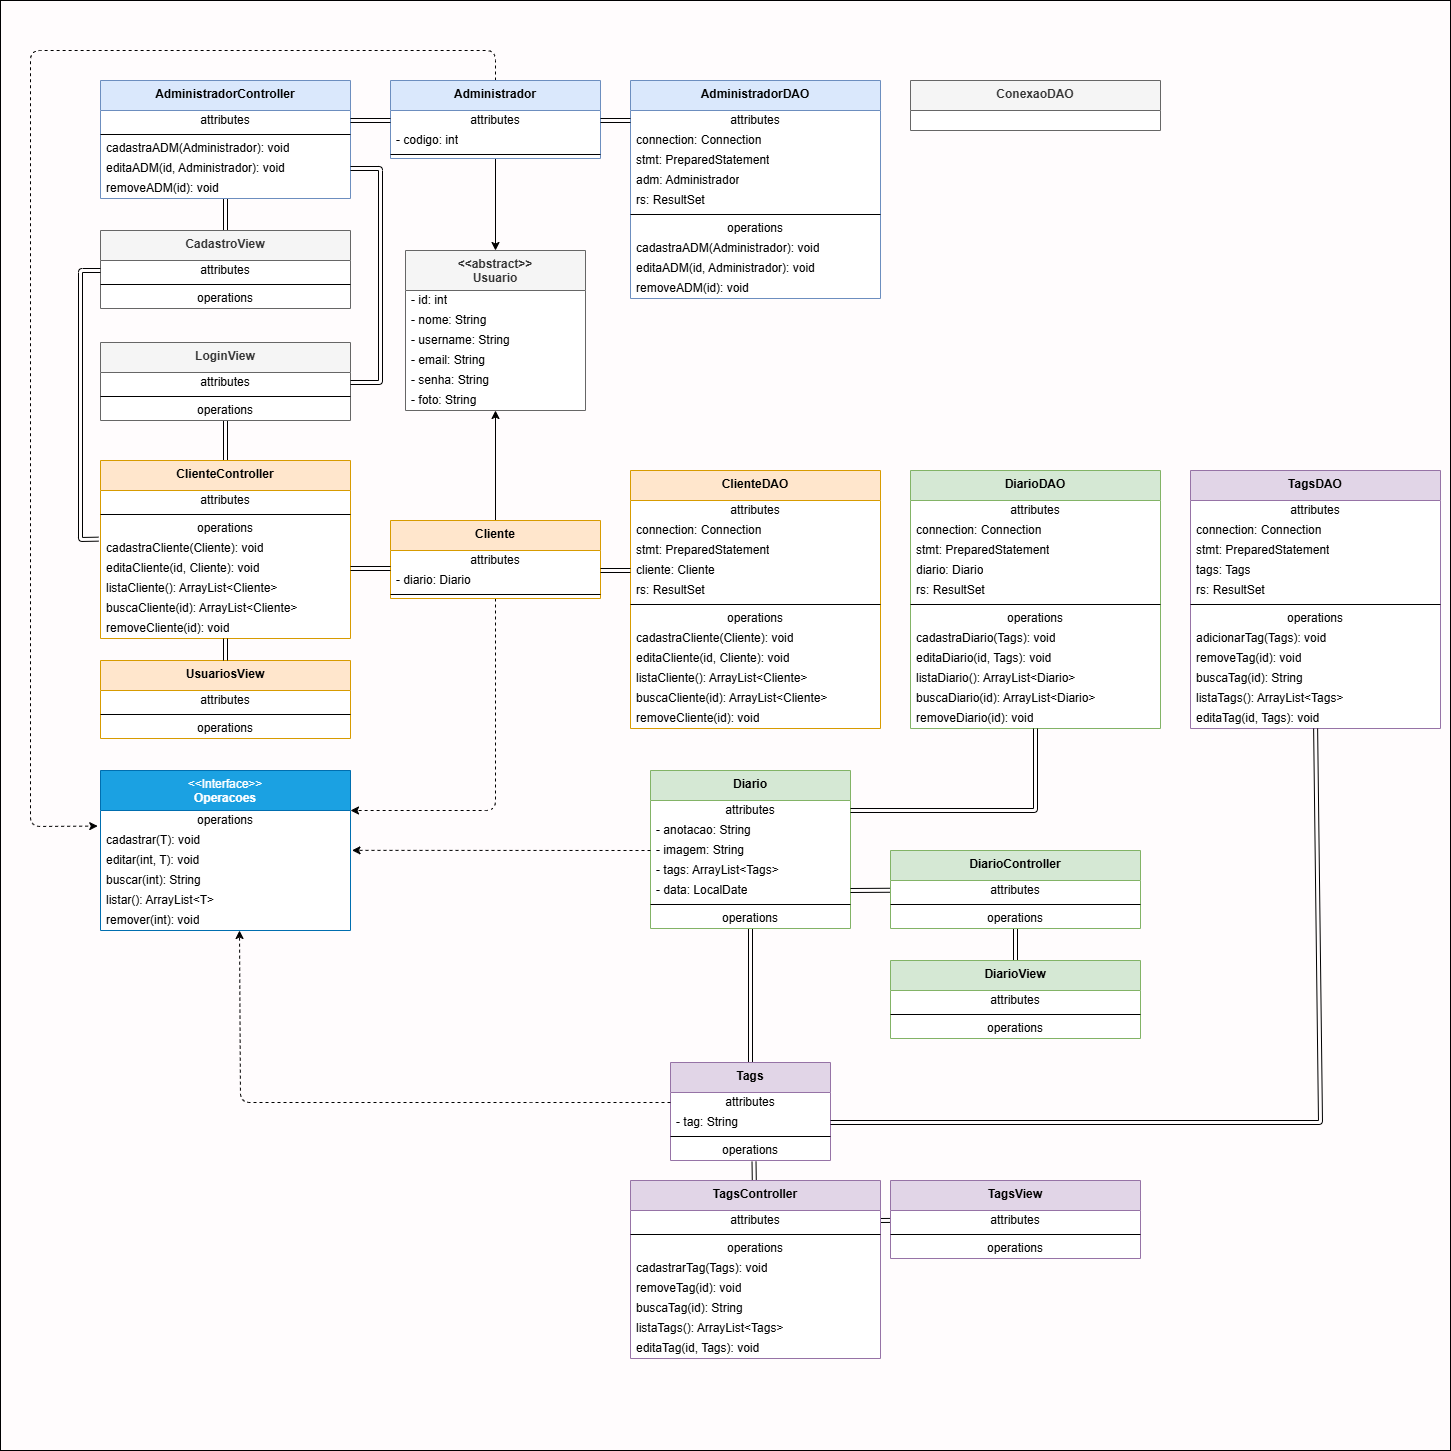 AdministradorController
attributes
cadastraADM(Administrador): void
editaADM(id, Administrador): void
removeADM(id): void
Administrador
attributes
- codigo: int
AdministradorDAO
attributes
connection: Connection
stmt: PreparedStatement
adm: Administrador
rs: ResultSet
operations
cadastraADM(Administrador): void
editaADM(id, Administrador): void
removeADM(id): void
ConexaoDAO
CadastroView
attributes
operations
<<abstract>>
Usuario
- id: int
- nome: String
- username: String
- email: String
- senha: String
- foto: String
LoginView
attributes
operations
ClienteController
attributes
operations
cadastraCliente(Cliente): void
editaCliente(id, Cliente): void
listaCliente(): ArrayList<Cliente>
buscaCliente(id): ArrayList<Cliente>
removeCliente(id): void
Cliente
attributes
- diario: Diario
ClienteDAO
attributes
connection: Connection
stmt: PreparedStatement
cliente: Cliente
rs: ResultSet
operations
cadastraCliente(Cliente): void
editaCliente(id, Cliente): void
listaCliente(): ArrayList<Cliente>
buscaCliente(id): ArrayList<Cliente>
removeCliente(id): void
DiarioDAO
attributes
connection: Connection
stmt: PreparedStatement
diario: Diario
rs: ResultSet
operations
cadastraDiario(Tags): void
editaDiario(id, Tags): void
listaDiario(): ArrayList<Diario>
buscaDiario(id): ArrayList<Diario>
removeDiario(id): void
TagsDAO
attributes
connection: Connection
stmt: PreparedStatement
tags: Tags
rs: ResultSet
operations
adicionarTag(Tags): void
removeTag(id): void
buscaTag(id): String
listaTags(): ArrayList<Tags>
editaTag(id, Tags): void
UsuariosView
attributes
operations
<<Interface>>
Operacoes
operations
cadastrar(T): void
editar(int, T): void
buscar(int): String
listar(): ArrayList<T>
remover(int): void
Diario
attributes
- anotacao: String
- imagem: String
- tags: ArrayList<Tags>
- data: LocalDate
operations
DiarioController
attributes
operations
DiarioView
attributes
operations
Tags
attributes
- tag: String
operations
TagsController
attributes
operations
cadastrarTag(Tags): void
removeTag(id): void
buscaTag(id): String
listaTags(): ArrayList<Tags>
editaTag(id, Tags): void
TagsView
attributes
operations